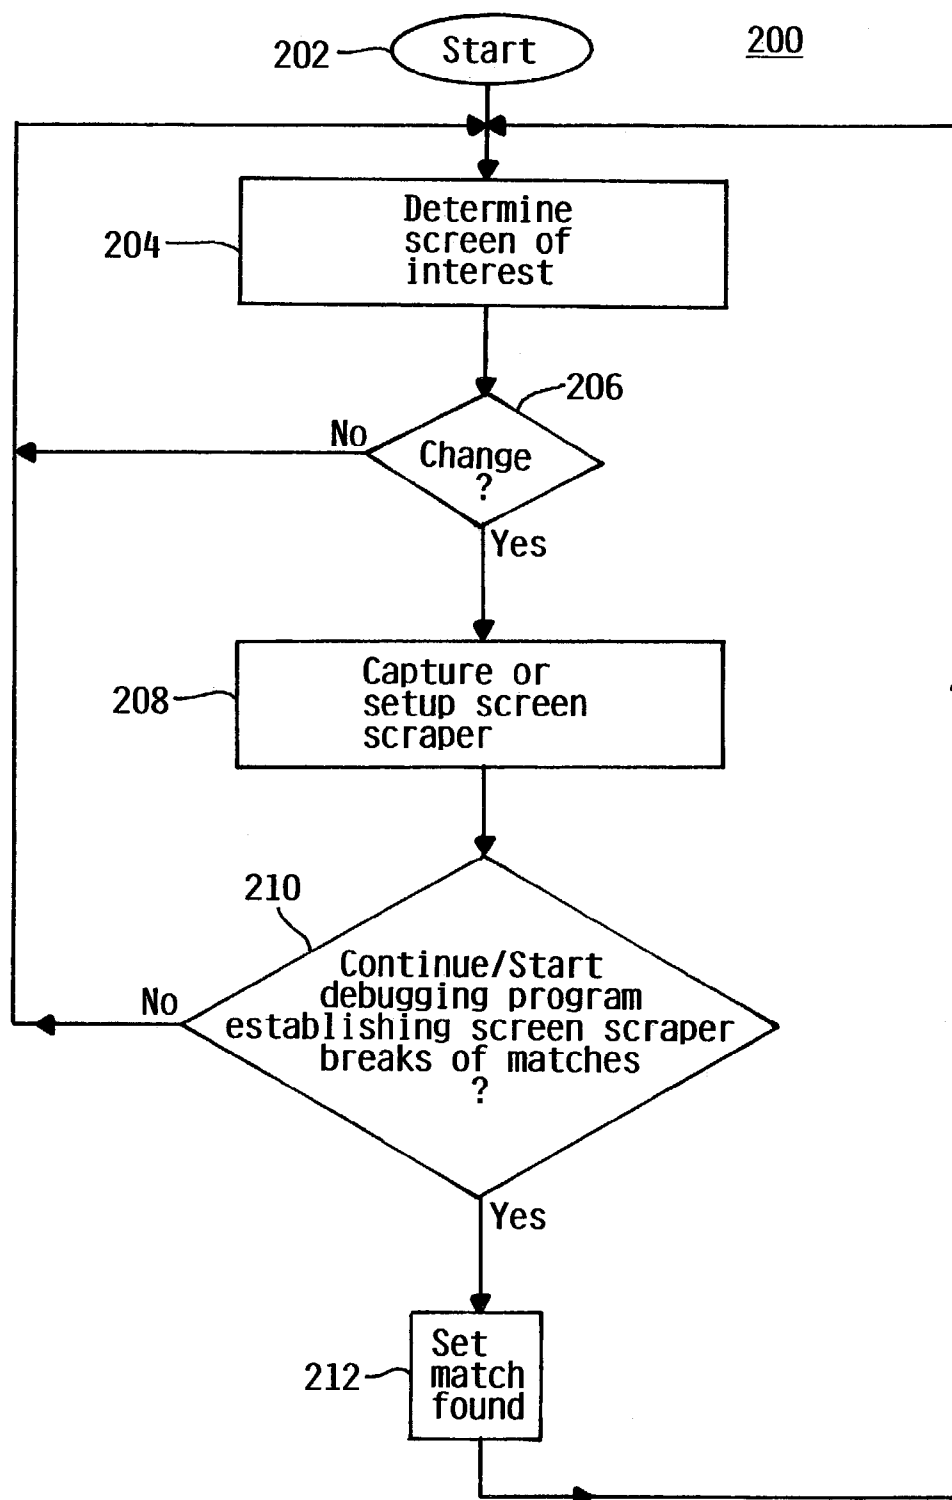 202
Start
200
204
Determine
screen of
interest
206
No
Change
?
Yes
208
Capture or
setup screen
scraper
210
No
Continue/Start
debugging program
establishing screen scraper
breaks of matches
?
Yes
212
Set
match
found